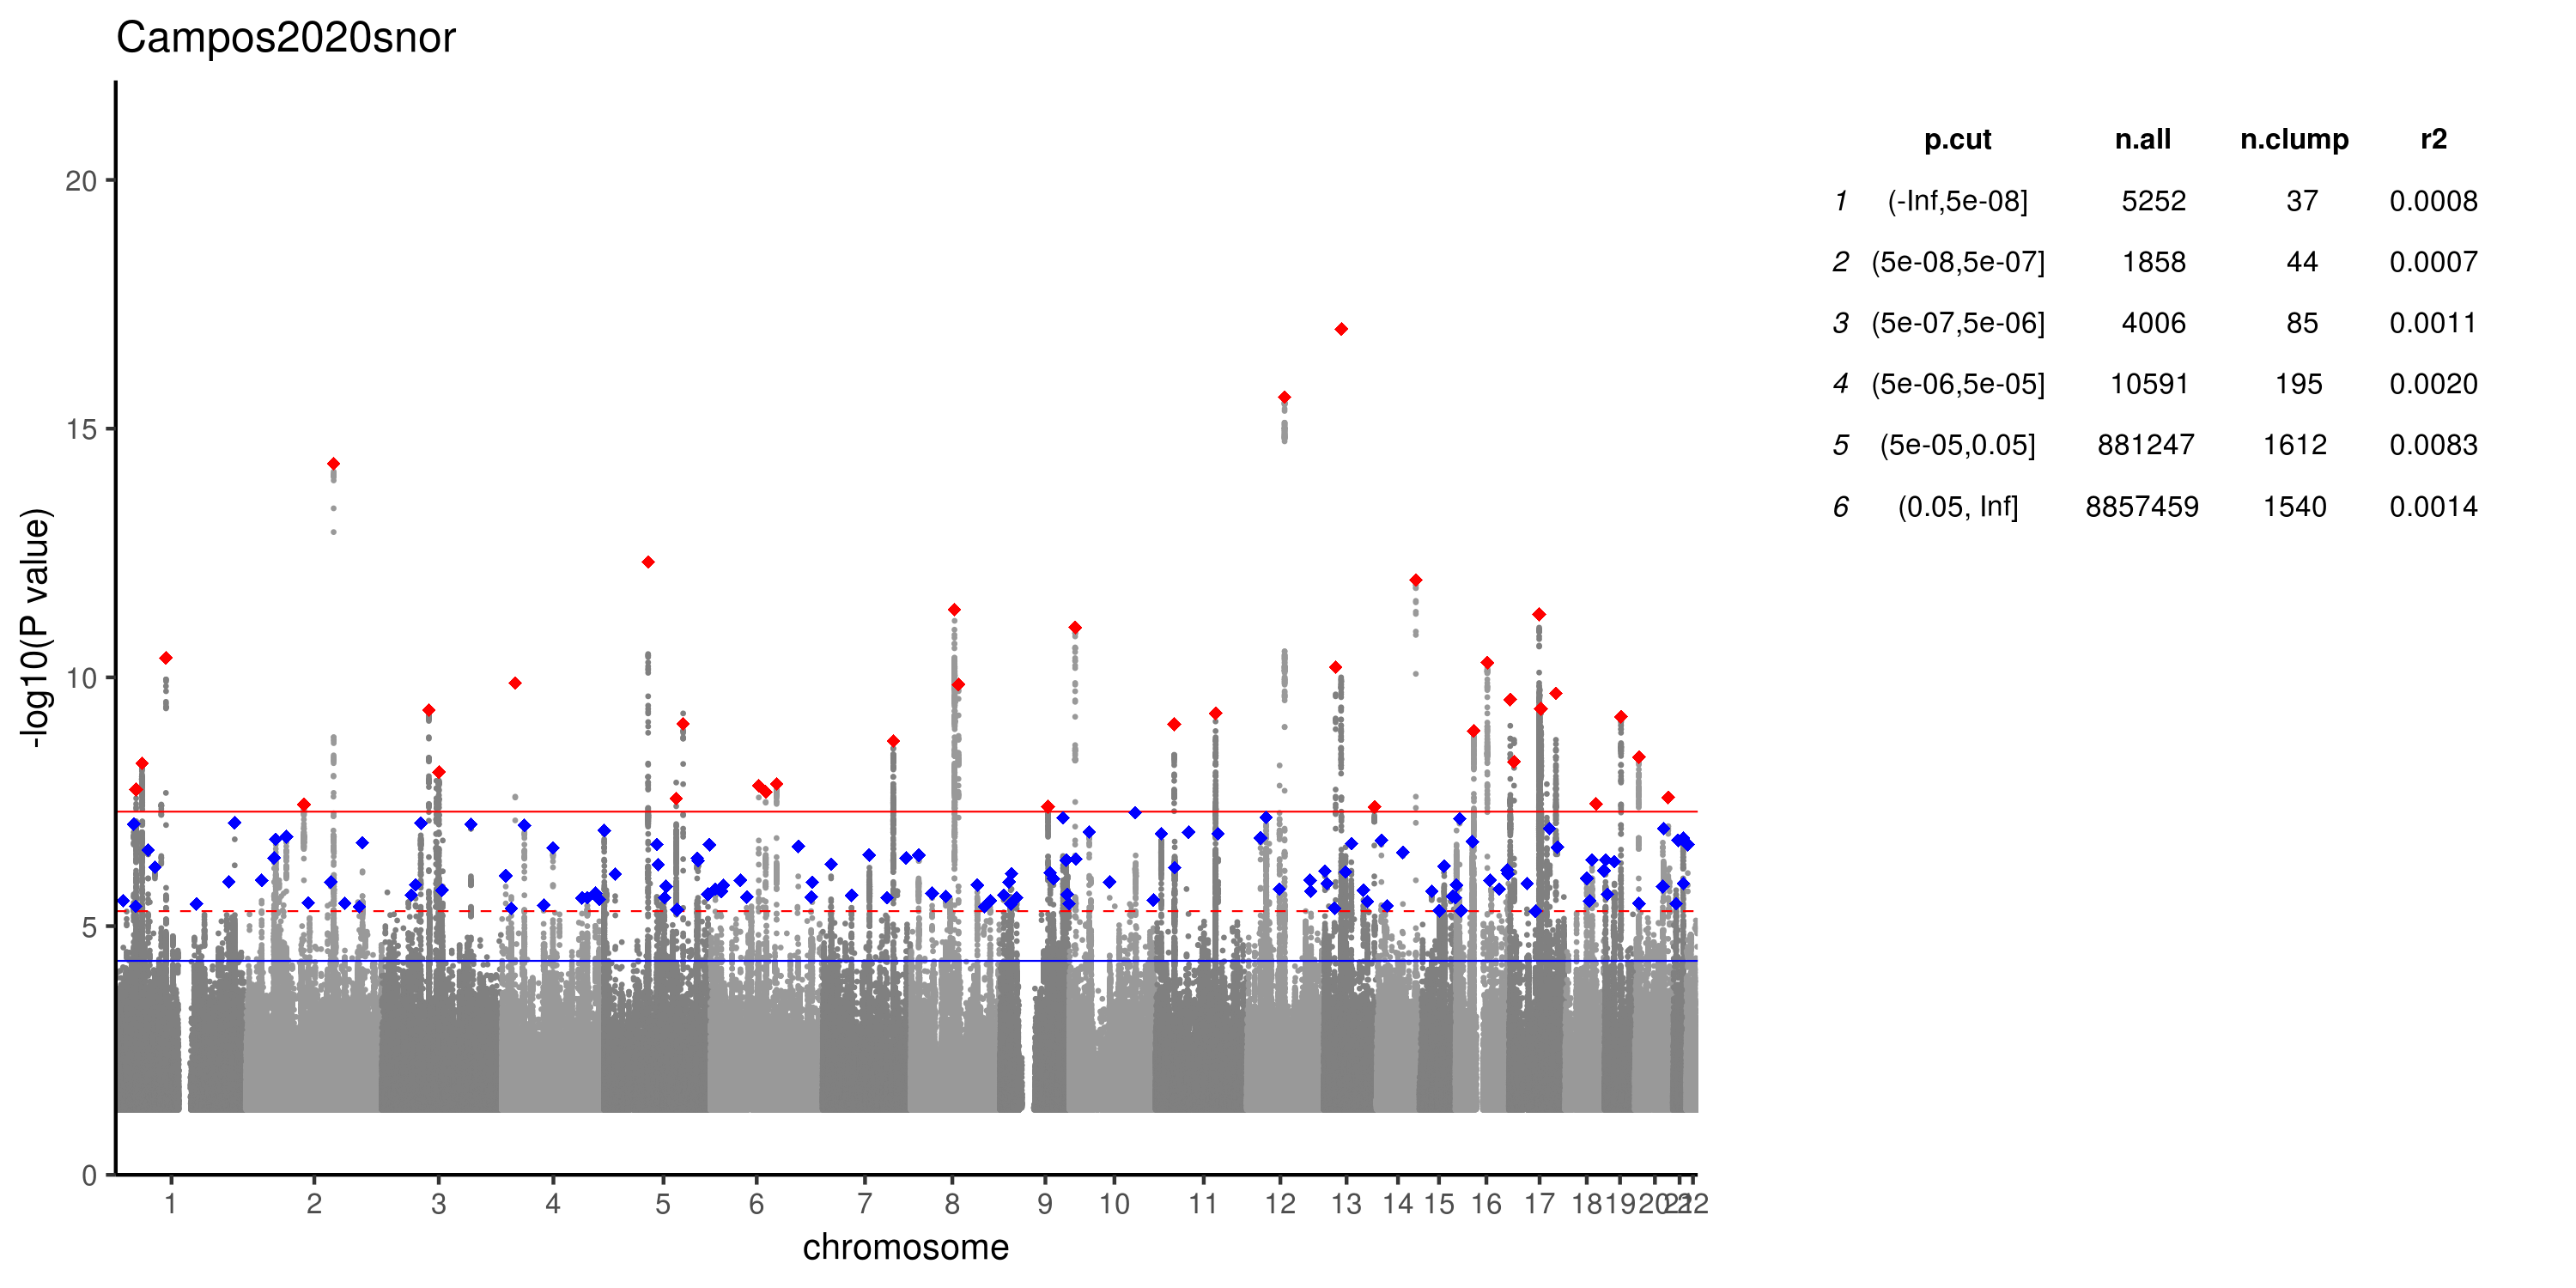 Campos2020snor
-log10(P value)
20
15
10
5
0
1 2 3 4 5 6 7 8 9 10 11 12 13 14 15 16 17 18 19 20 21 22
chromosome
p.cut n.all n.clump r2
1 (-Inf,5e-08] 5252 37 0.0008
2 (5e-08,5e-07] 1858 44 0.0007
3 (5e-07,5e-06] 4006 85 0.0011
4 (5e-06,5e-05] 10591 195 0.0020
5 (5e-05,0.05] 881247 1612 0.0083
6 (0.05, Inf] 8857459 1540 0.0014